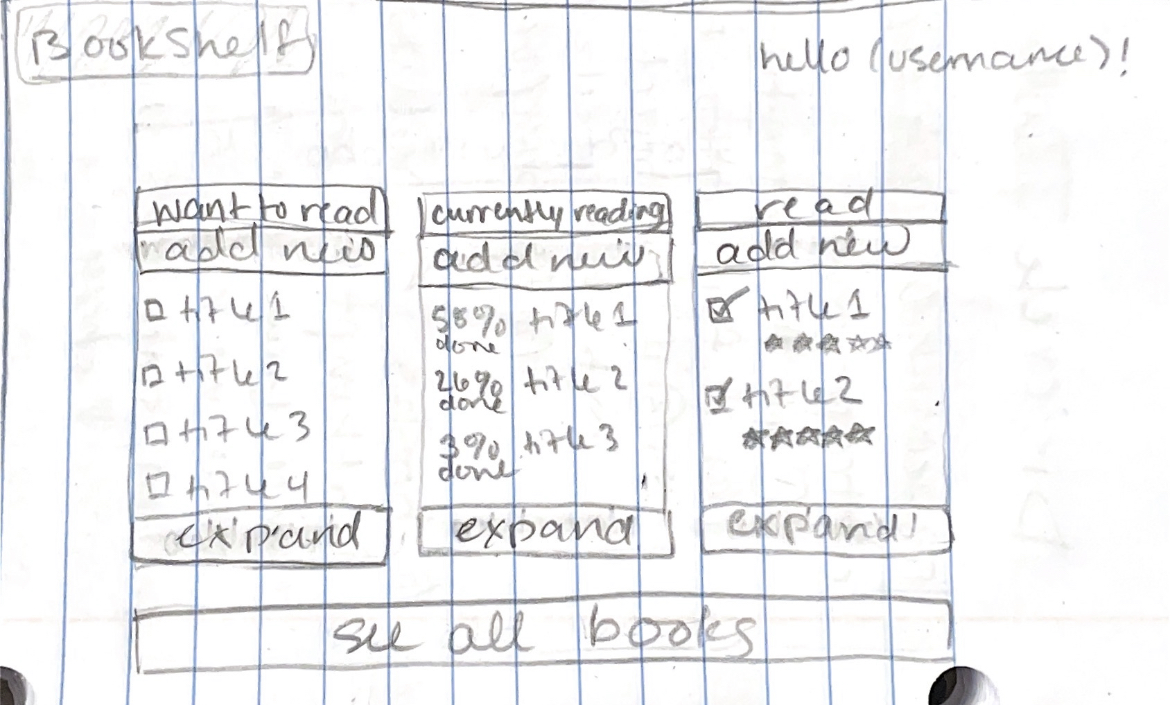 BookShelf
hello (username)!
want to read
add new
title 1
title 2
title 3
title 4
expand
currently reading
add new
58% title 1
done
26% title 2
done
3% title 3
done
expand
read
add new
title 1
title 2
expand
see all books